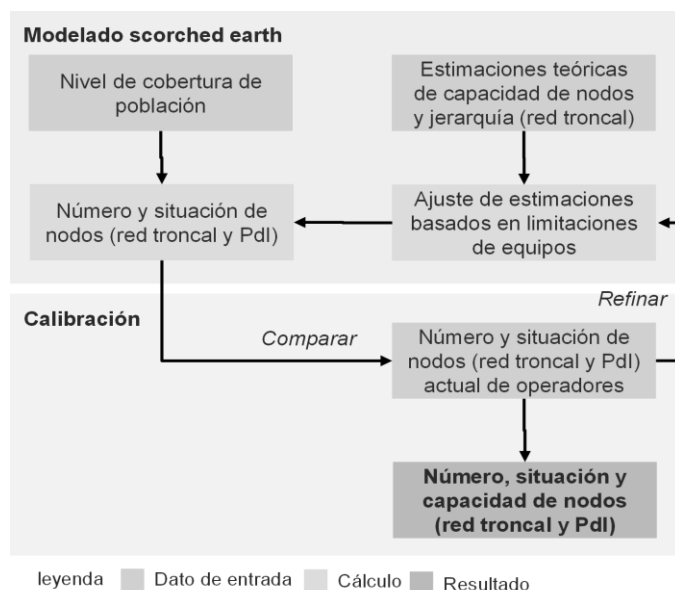 Modelado scorched earth
Nivel de cobertura de
población
Estimaciones teóricas
de capacidad de nodos
y jerarquía (red troncal)
Número y situación de
nodos (red troncal y PdI)
Ajuste de estimaciones
basados en limitaciones
de equipos
Refinar
Calibración
Comparar
Número y situación de
nodos (red troncal y PdI)
actual de operadores
Número, situación y
capacidad de nodos
(red troncal y PdI)
leyenda Dato de entrada Cálculo Resultado